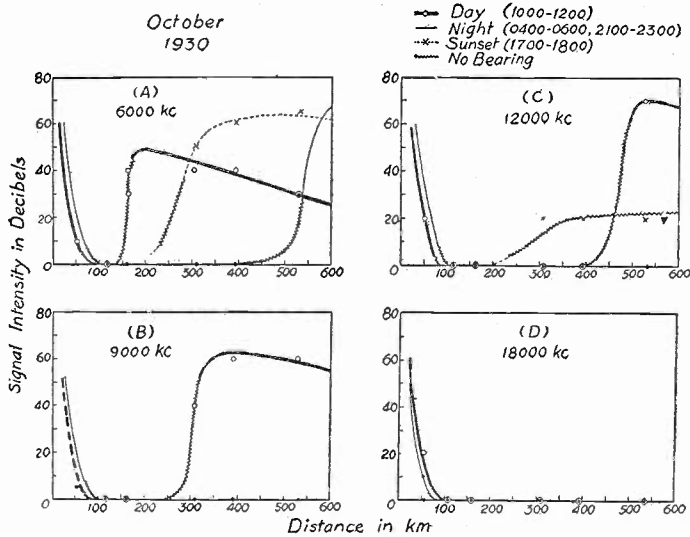 October
1930
Day (1000-1200)
Night (0400-0600, 2100-2300)
Sunset (1700-1800)
No Bearing
Signal Intensity in Decibels
(A)
6000 kc
80
60
40
20
0
100 200 300 400 500 600
(C)
12000 kc
80
60
40
20
0
100 200 300 400 500 600
(B)
9000 kc
80
60
40
20
0
100 200 300 400 500 600
(D)
18000 kc
80
60
40
20
0
100 200 300 400 500 600
Distance in km